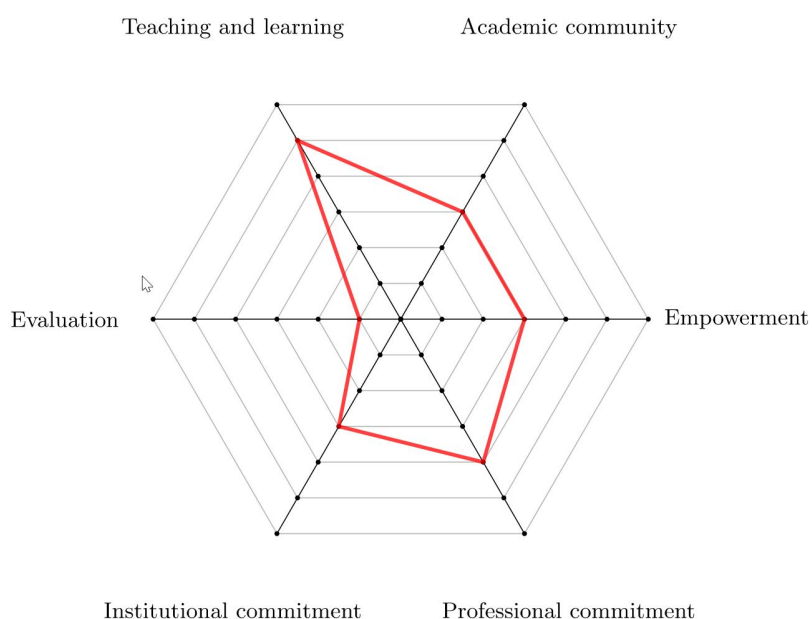 Teaching and learning
Academic community
Evaluation
Empowerment
Institutional commitment
Professional commitment